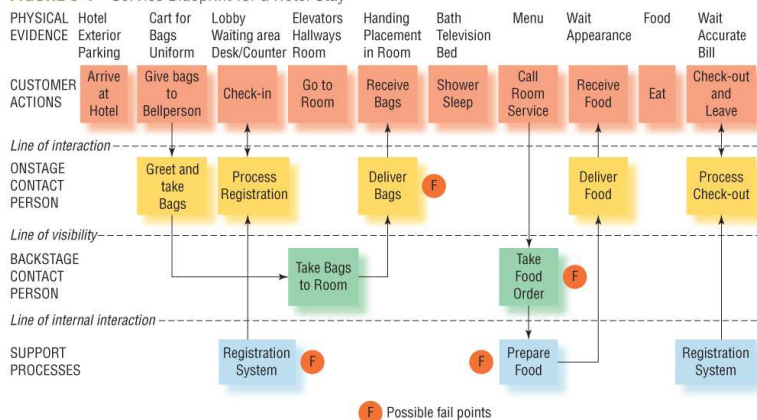 PHYSICAL
EVIDENCE
Hotel
Exterior
Parking
Cart for
Bags
Uniform
Lobby
Waiting area
Desk/Counter
Elevators
Hallways
Room
Handing
Placement
in Room
Bath
Television
Bed
Menu
Wait
Appearance
Food
Wait
Accurate
Bill
CUSTOMER
ACTIONS
Arrive
at
Hotel
Give bags
to
Bellperson
Check-in
Go to
Room
Receive
Bags
Shower
Sleep
Call
Room
Service
Receive
Food
Eat
Check-out
and
Leave
Line of interaction
ONSTAGE
CONTACT
PERSON
Greet and
take
Bags
Process
Registration
Deliver
Bags
F
Deliver
Food
Process
Check-out
Line of visibility
BACKSTAGE
CONTACT
PERSON
Take Bags
to Room
Take
Food
Order
F
Line of internal interaction
SUPPORT
PROCESSES
Registration
System
F
F
Prepare
Food
Registration
System
F Possible fail points